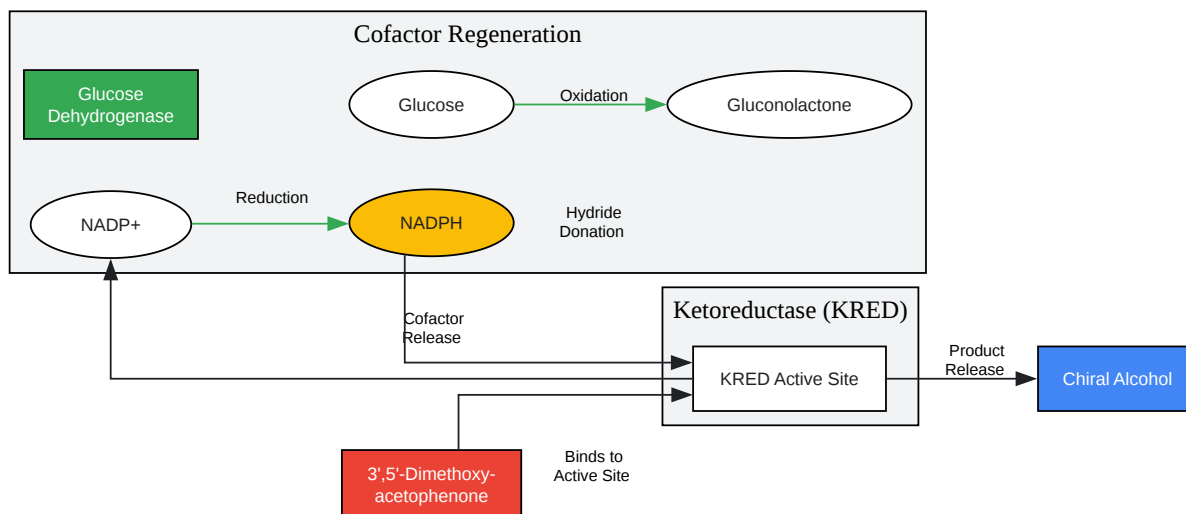 Cofactor Regeneration
Glucose
Dehydrogenase
Glucose
Oxidation
Gluconolactone
NADP+
Reduction
NADPH
Hydride
Donation
Cofactor
Release
Ketoreductase (KRED)
KRED Active Site
Product
Release
Chiral Alcohol
3',5'-Dimethoxy-
acetophenone
Binds to
Active Site